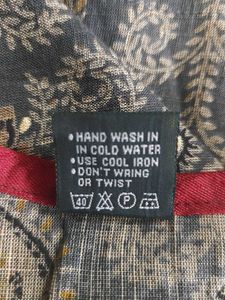 • HAND WASH IN
IN COLD WATER
• USE COOL IRON
• DON'T WRING
OR TWIST
40 P